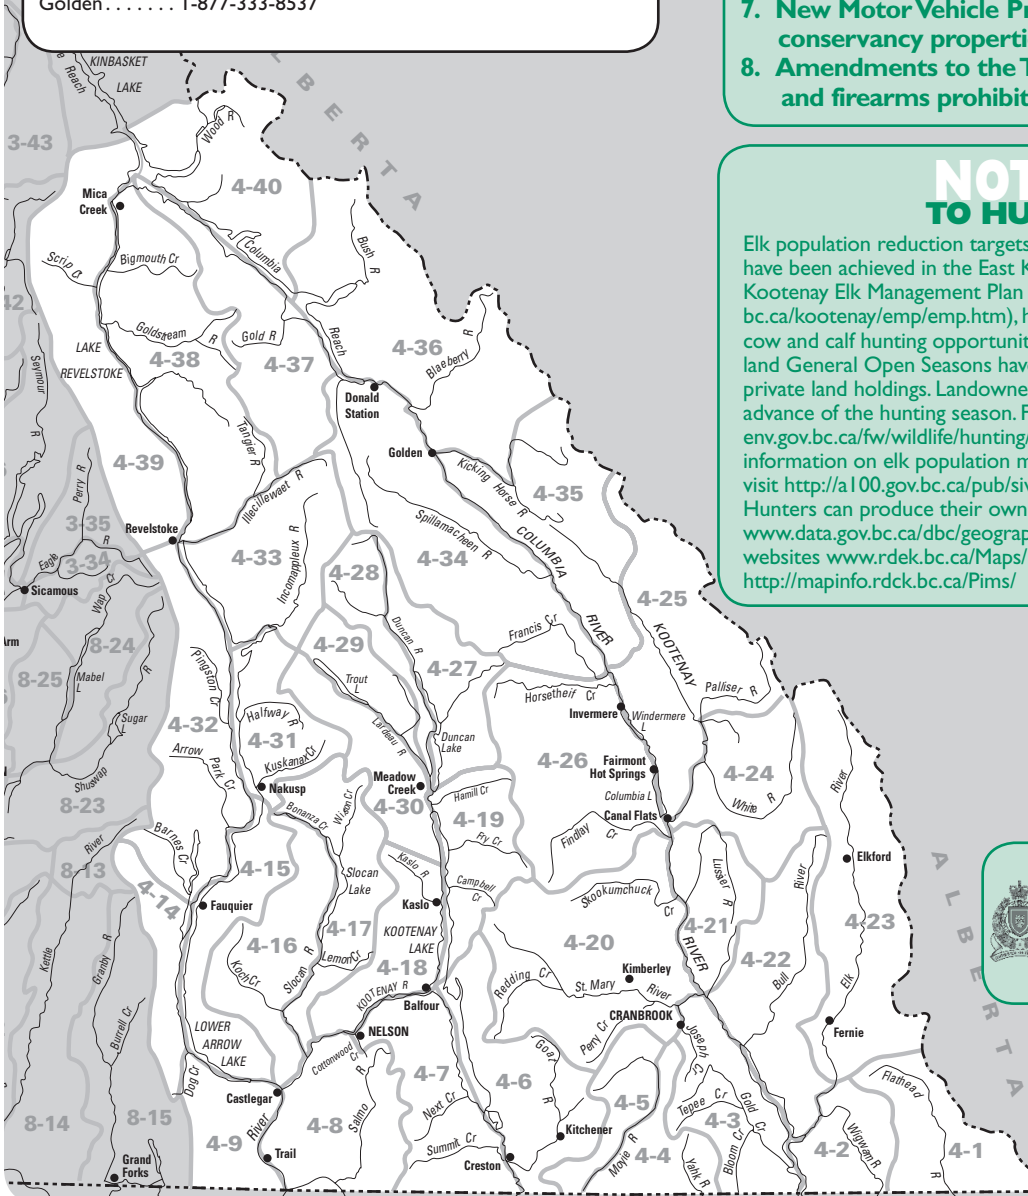 Golden . . . . . . . 1-877-333-8537
7. New Motor Vehicle
conservancy
8. Amendments to the
and firearms
TO
Elk population reduction targets
have been achieved in the East
Kootenay Elk Management Plan
bc.ca/kootenay/emp/emp.htm),
cow and calf hunting
land General Open Seasons
private land holdings.
advance of the hunting season.
env.gov.bc.ca/fw/wildlife/hunting/
information on elk population
visit http://a100.gov.bc.ca/pub/
Hunters can produce their own
www.data.gov.bc.ca/dbc/
websites www.rdek.bc.ca/Maps/
http://mapinfo.rdck.bc.ca/Pims/
ALBERTA
KINBASKET
LAKE
Reach
3-43
Wood R
4-40
Mica
Creek
Scrip Cr
Bigmouth Cr
Columbia
Reach
Bush R
Goldstream R
Gold R
4-38
4-37
4-36
Blaeberry R
LAKE
REVELSTOKE
Seymour R
Donald
Station
Tangier R
Golden
4-39
Perry R
3-35
Kicking Horse R
4-35
Illecillewaet R
Revelstoke
Spillamacheen R
4-34
COLUMBIA
RIVER
Eagle R
3-34
4-33
Incomappleux R
4-28
Sicamous
Wap Cr
Duncan R
4-25
KOOTENAY
Arm
8-24
4-29
Francis Cr
8-25
Mabel
L
Pingston Cr
Trout
L
4-27
Palliser R
Horsethief Cr
Sugar
L
R
4-32
Halfway R
4-31
Lardeau R
Invermere
Windermere
L
Duncan
Lake
Arrow Park Cr
Kuskanax Cr
4-26
Fairmont
Hot Springs
4-24
White R
River
Shuswap
River
8-23
Nakusp
Meadow
Creek
4-30
Hamill Cr
Columbia L
Canal Flats
Bonanza Cr
Wilson Cr
4-19
Fry Cr
Findlay Cr
Barnes Cr
8-13
4-15
Kaslo R
Lussier R
River
Elkford
4-14
Slocan
Lake
Campbell
Cr
Skookumchuck
Cr
Fauquier
Kaslo
ALBERTA
4-17
KOOTENAY
LAKE
4-21
4-23
4-16
4-20
RIVER
4-22
Kettle
Granby R
Koch Cr
Slocan R
Lemon Cr
4-18
Redding Cr
Kimberley
Bull
Elk
KOOTENAY R
Balfour
St. Mary River
Burrell Cr
LOWER
ARROW
LAKE
NELSON
CRANBROOK
Fernie
Perry Cr
Joseph Cr
Cottonwood
Cr
Goat R
Dog Cr
4-7
4-6
Flathead
R
Castlegar
4-5
Tepee Cr
Gold Cr
8-14
8-15
4-8
Salmo R
Next Cr
4-3
River
Kitchener
Wigwam R
4-9
Summit Cr
Moyie R
4-4
Bloom Cr
4-2
4-1
Trail
Creston
Yahk R
Grand
Forks